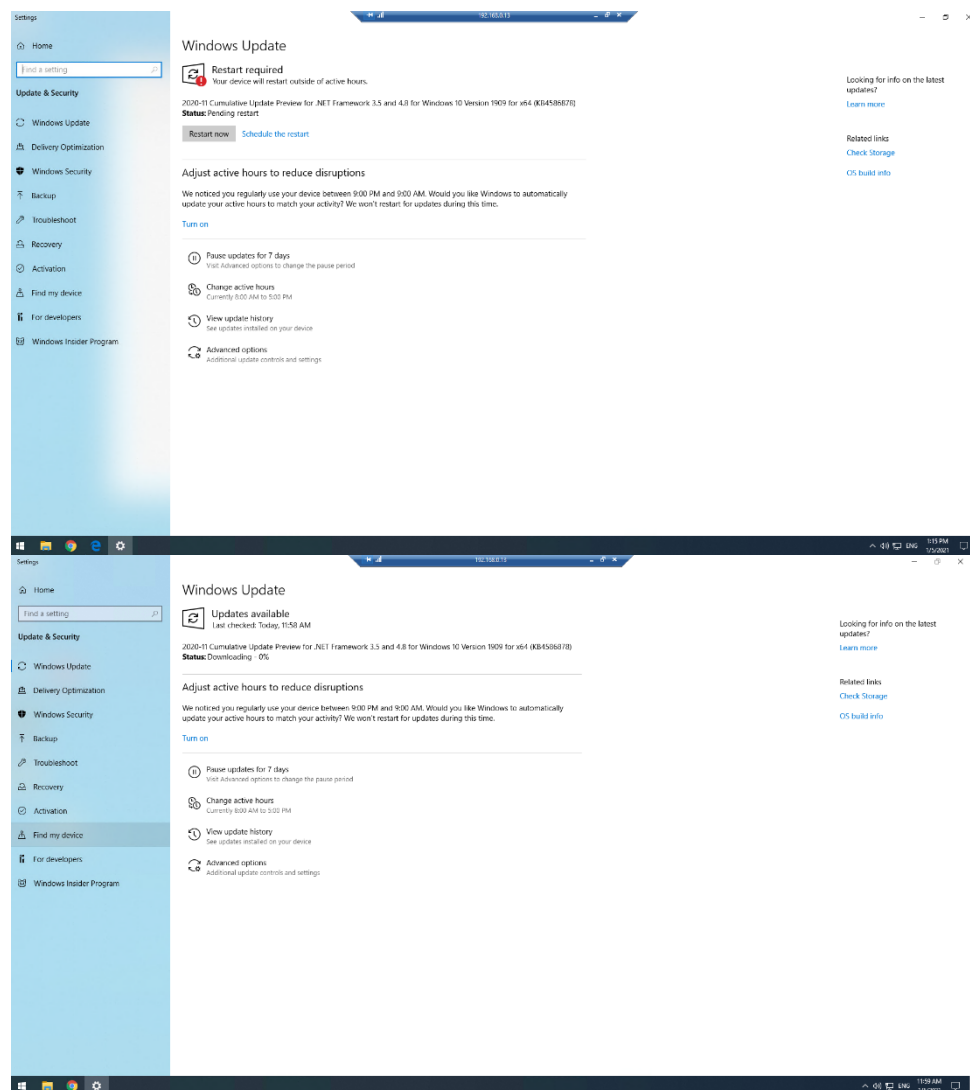 Settings
192.168.0.13
Home
Find a setting
Update & Security
Windows Update
Delivery Optimization
Windows Security
Backup
Troubleshoot
Recovery
Activation
Find my device
For developers
Windows Insider Program
Windows Update
Restart required
Your device will restart outside of active hours.
2020-11 Cumulative Update Preview for .NET Framework 3.5 and 4.8 for Windows 10 Version 1909 for x64 (KB4586878)
Status: Pending restart
Restart now Schedule the restart
Adjust active hours to reduce disruptions
We noticed you regularly use your device between 9:00 PM and 9:00 AM. Would you like Windows to automatically
update your active hours to match your activity? We won't restart for updates during this time.
Turn on
Pause updates for 7 days
Visit Advanced options to change the pause period
Change active hours
Currently 8:00 AM to 5:00 PM
View update history
See updates installed on your device
Advanced options
Additional update controls and settings
Looking for info on the latest
updates?
Learn more
Related links
Check Storage
OS build info
ENG
1:15 PM
1/5/2021
Settings
192.168.0.13
Home
Find a setting
Update & Security
Windows Update
Delivery Optimization
Windows Security
Backup
Troubleshoot
Recovery
Activation
Find my device
For developers
Windows Insider Program
Windows Update
Updates available
Last checked: Today, 11:58 AM
2020-11 Cumulative Update Preview for .NET Framework 3.5 and 4.8 for Windows 10 Version 1909 for x64 (KB4586878)
Status: Downloading - 0%
Adjust active hours to reduce disruptions
We noticed you regularly use your device between 9:00 PM and 9:00 AM. Would you like Windows to automatically
update your active hours to match your activity? We won't restart for updates during this time.
Turn on
Pause updates for 7 days
Visit Advanced options to change the pause period
Change active hours
Currently 8:00 AM to 5:00 PM
View update history
See updates installed on your device
Advanced options
Additional update controls and settings
Looking for info on the latest
updates?
Learn more
Related links
Check Storage
OS build info
ENG
11:59 AM